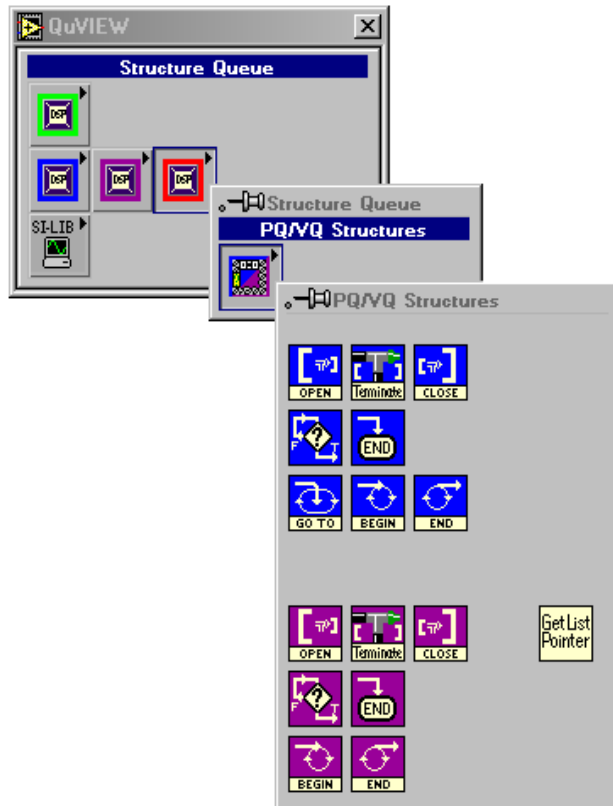 QuVIEW
Structure Queue
DSP
DSP DSP DSP
SI-LIB
Structure Queue
PQ/VQ Structures
PQ/VQ Structures
OPEN Terminate CLOSE
? F T END
GO TO BEGIN END
OPEN Terminate CLOSE
Get List
Pointer
? F T END
BEGIN END